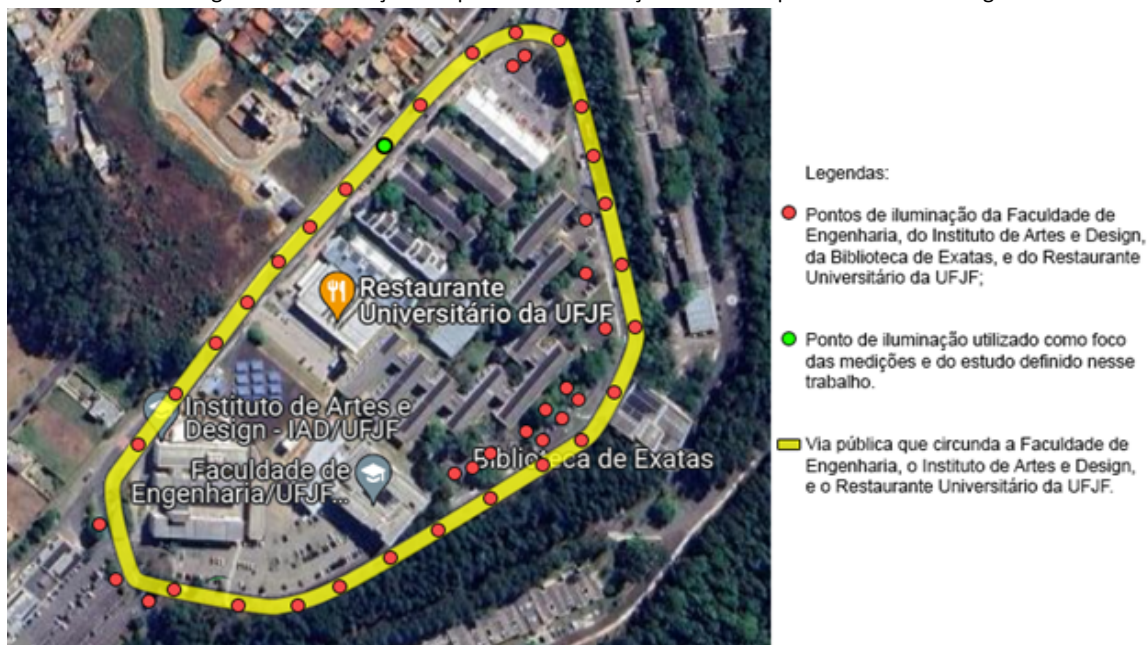 Restaurante
Universitário da UFJF
Instituto de Artes e
Design - IAD/UFJF
Faculdade de
Engenharia/UFJF...
Biblioteca de Exatas
Legendas:
Pontos de iluminação da Faculdade de
Engenharia, do Instituto de Artes e Design,
da Biblioteca de Exatas, e do Restaurante
Universitário da UFJF;
Ponto de iluminação utilizado como foco
das medições e do estudo definido nesse
trabalho.
Via pública que circunda a Faculdade de
Engenharia, o Instituto de Artes e Design,
e o Restaurante Universitário da UFJF.